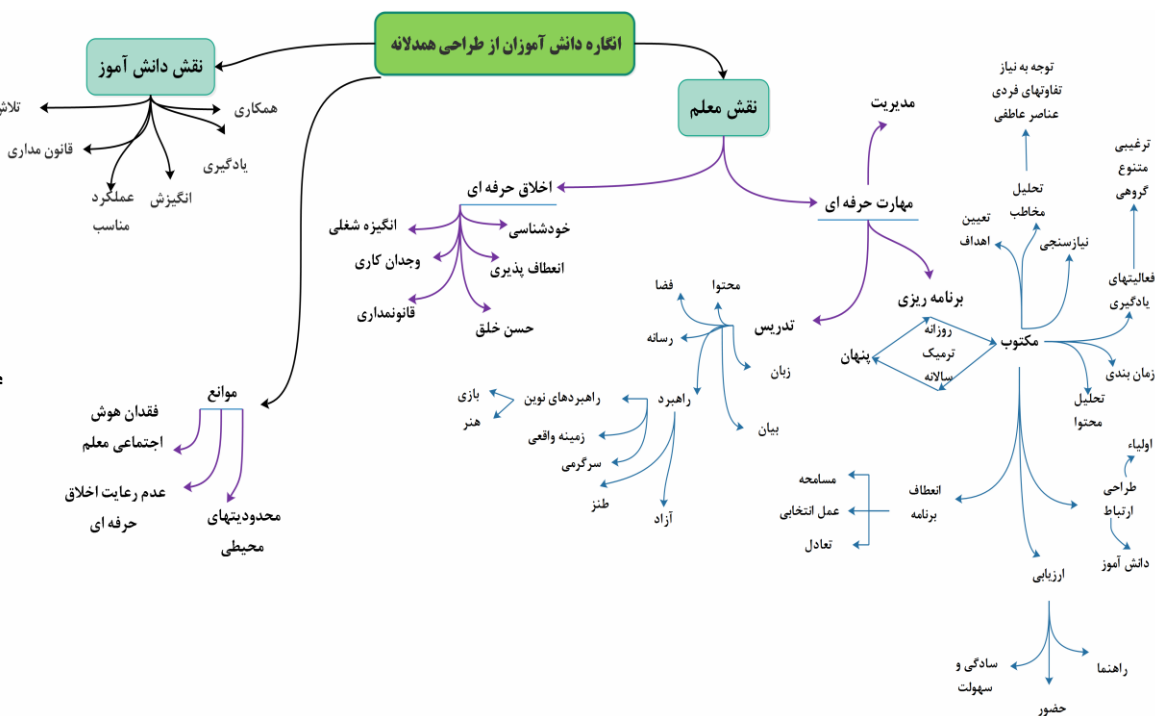 انگاره دانش آموزان از طراحی همدلانه
نقش معلم
مهارت حرفه ای
مدیریت
برنامه ریزی
روزانه
ترمیک
سالانه
پنهان
مکتوب
تعیین
اهداف
تحلیل
مخاطب
توجه به نیاز
تفاوتهای فردی
عناصر عاطفی
نیازسنجی
فعالیتهای
یادگیری
ترغیبی
متنوع
گروهی
زمان بندی
تحلیل
محتوا
طراحی
ارتباط
اولیاء
دانش آموز
ارزیابی
راهنما
حضور
سادگی و
سهولت
انعطاف
برنامه
مسامحه
عمل انتخابی
تعادل
تدریس
محتوا
فضا
رسانه
زبان
بیان
راهبرد
راهبردهای نوین
بازی
هنر
زمینه واقعی
سرگرمی
طنز
آزاد
اخلاق حرفه ای
خودشناسی
انعطاف پذیری
حسن خلق
انگیزه شغلی
وجدان کاری
قانونمداری
نقش دانش آموز
همکاری
یادگیری
انگیزش
عملکرد
مناسب
قانون مداری
موانع
فقدان هوش
اجتماعی معلم
عدم رعایت اخلاق
حرفه ای
محدودیتهای
محیطی